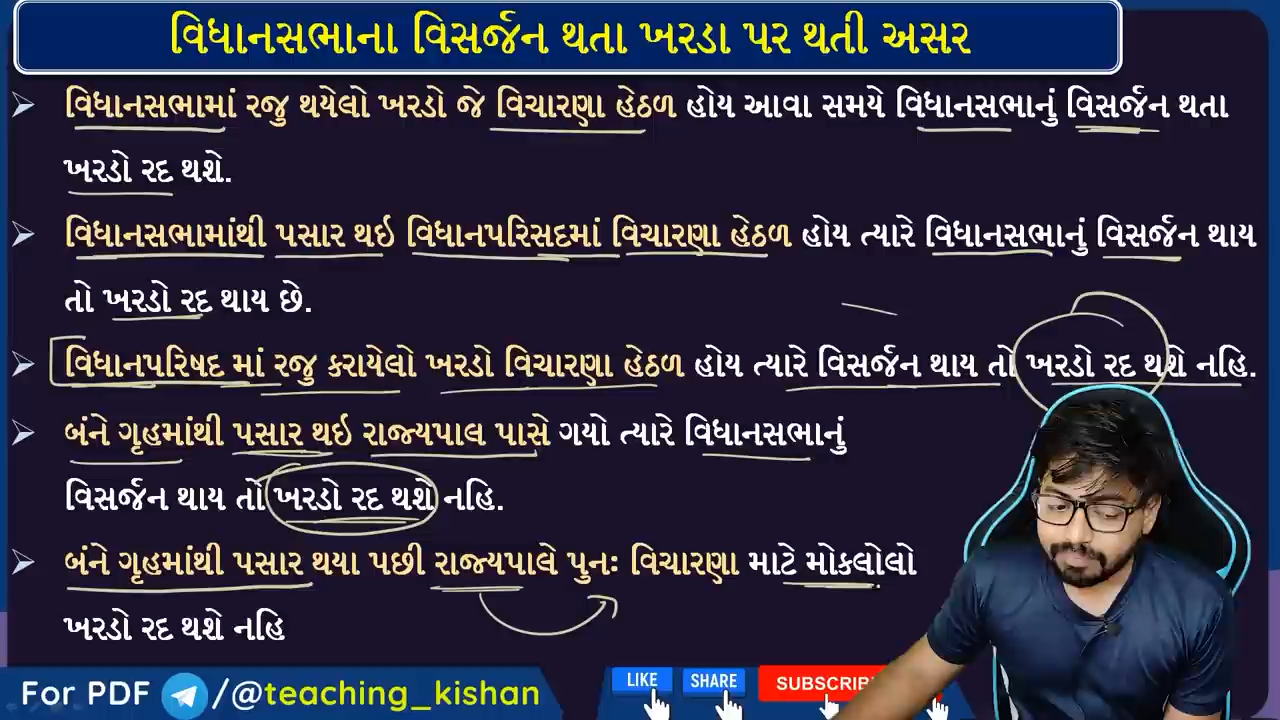 વિધાનસભાના વિસર્જન થતા ખરડા પર થતી અસર
➢ વિધાનસભામાં રજુ થયેલો ખરડો જે વિચારણા હેઠળ હોય આવા સમયે વિધાનસભાનું વિસર્જન થતા
ખરડો રદ થશે.
➢ વિધાનસભામાંથી પસાર થઇ વિધાનપરિસદમાં વિચારણા હેઠળ હોય ત્યારે વિધાનસભાનું વિસર્જન થાય
તો ખરડો રદ થાય છે.
➢ વિધાનપરિષદ માં રજુ કરાયેલો ખરડો વિચારણા હેઠળ હોય ત્યારે વિસર્જન થાય તો ખરડો રદ થશે નહિ.
➢ બંને ગૃહમાંથી પસાર થઇ રાજ્યપાલ પાસે ગયો ત્યારે વિધાનસભાનું
વિસર્જન થાય તો ખરડો રદ થશે નહિ.
➢ બંને ગૃહમાંથી પસાર થયા પછી રાજ્યપાલે પુનઃ વિચારણા માટે મોકલોલો
ખરડો રદ થશે નહિ
For PDF /@teaching_kishan
LIKE SHARE